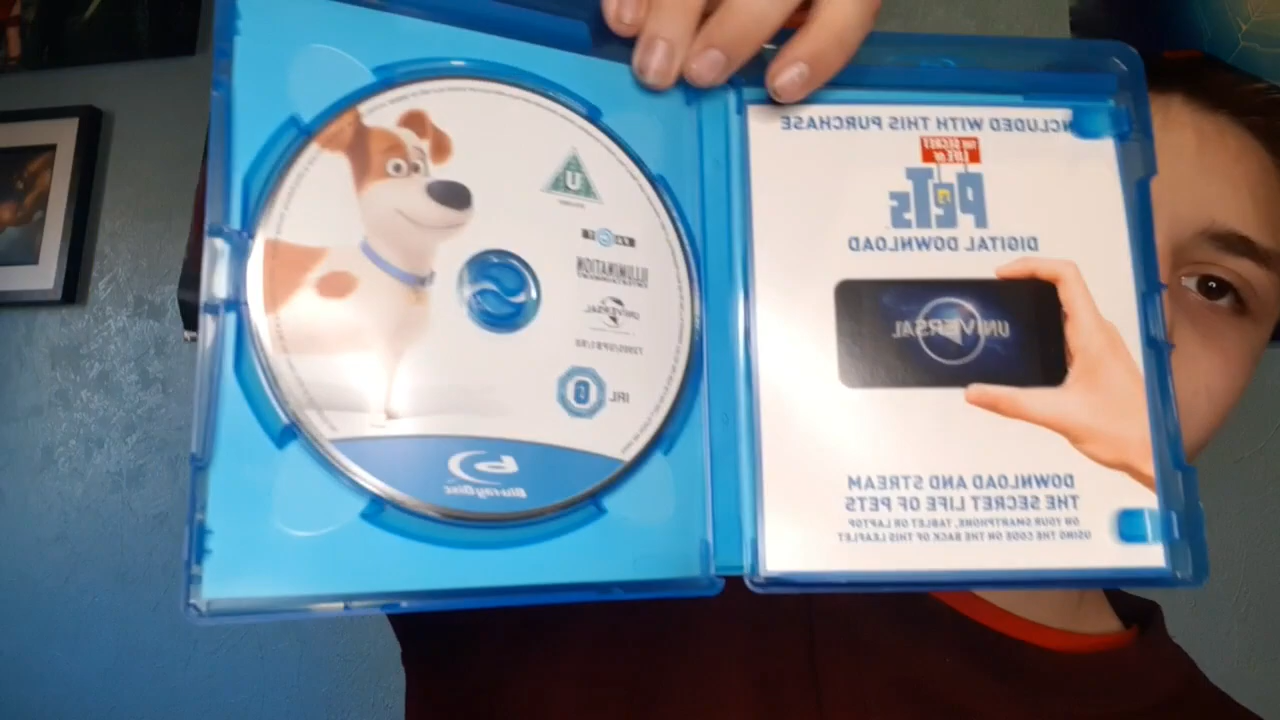 U
ILLUMINATION
ENTERTAINMENT
UNIVERSAL
IRL
Blu-ray Disc
INCLUDED WITH THIS PURCHASE
THE SECRET
LIFE OF
PETS
DIGITAL DOWNLOAD
UNIVERSAL
DOWNLOAD AND STREAM
THE SECRET LIFE OF PETS
ON YOUR SMARTPHONE, TABLET OR LAPTOP
USING THE CODE ON THE BACK OF THIS LEAFLET